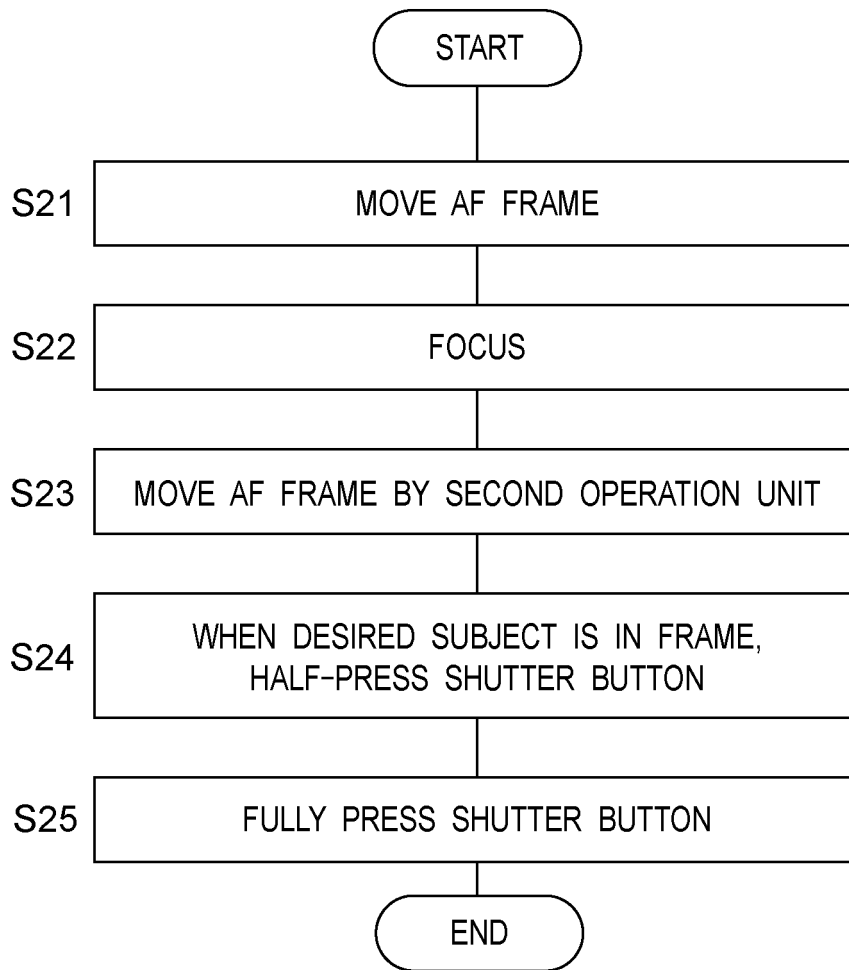 START
S21 MOVE AF FRAME
S22 FOCUS
S23 MOVE AF FRAME BY SECOND OPERATION UNIT
S24 WHEN DESIRED SUBJECT IS IN FRAME,
HALF-PRESS SHUTTER BUTTON
S25 FULLY PRESS SHUTTER BUTTON
END